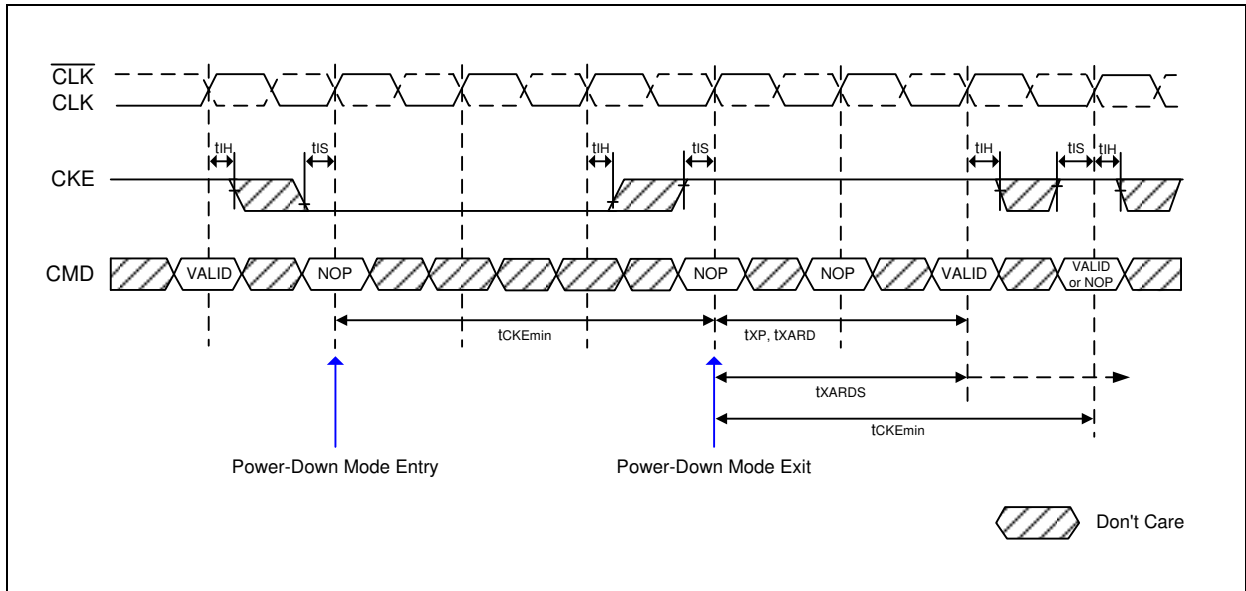 CLK
CLK
tIH tIS tIH tIS tIH tIS tIH
CKE
CMD VALID NOP NOP NOP VALID VALID or NOP
tCKEmin tXP, tXARD
tXARDS
tCKEmin
Power-Down Mode Entry Power-Down Mode Exit
Don't Care